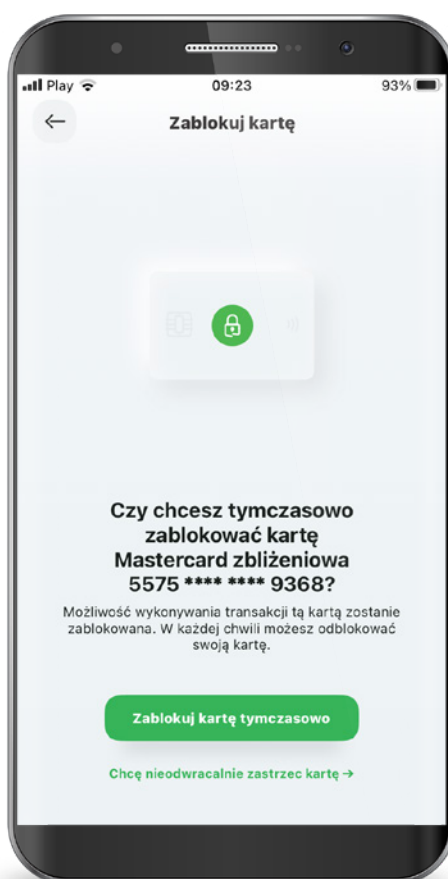 Play 09:23 93%
Zablokuj kartę
Czy chcesz tymczasowo
zablokować kartę
Mastercard zbliżeniowa
5575 **** **** 9368?
Możliwość wykonywania transakcji tą kartą zostanie
zablokowana. W każdej chwili możesz odblokować
swoją kartę.
Zablokuj kartę tymczasowo
Chcę nieodwracalnie zastrzec kartę →